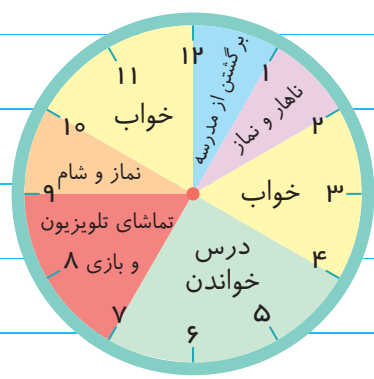 ۱۲
برگشتن از مدرسه
۱
ناهار و نماز
۲
خواب
۳
۴
درس
خواندن
۵
۶
۷
تماشای تلویزیون
و بازی
۸
۹
نماز و شام
۱۰
خواب
۱۱